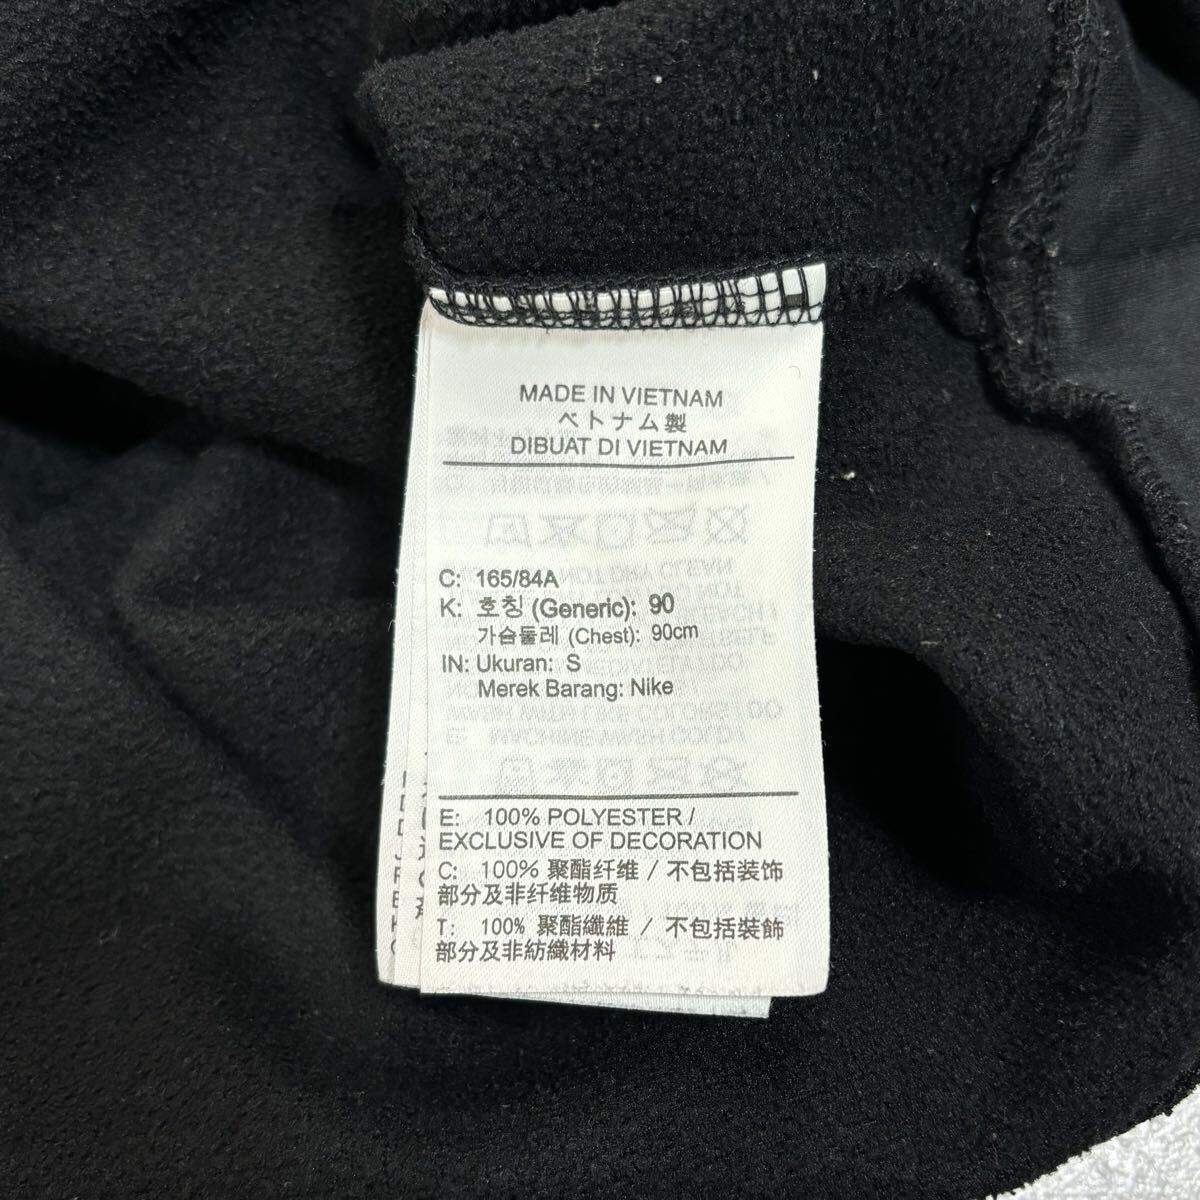 MADE IN VIETNAM
ベトナム製
DIBUAT DI VIETNAM
C: 165/84A
K: 호칭 (Generic): 90
가슴둘레 (Chest): 90cm
IN: Ukuran: S
Merek Barang: Nike
E: 100% POLYESTER /
EXCLUSIVE OF DECORATION
C: 100% 聚酯纤维 / 不包括装饰
部分及非纤维物质
T: 100% 聚酯纖維 / 不包括裝飾
部分及非紡織材料